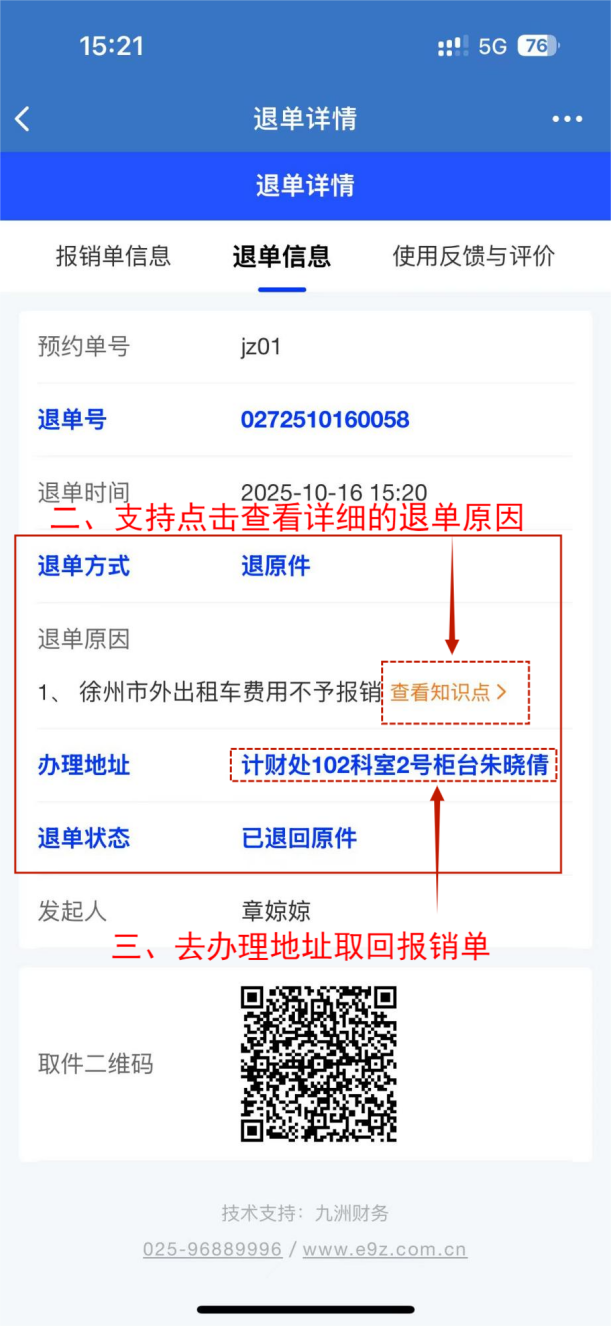 15:21 5G 76
退单详情
退单详情
报销单信息 退单信息 使用反馈与评价
预约单号 jz01
退单号 0272510160058
退单时间 2025-10-16 15:20
二、支持点击查看详细的退单原因
退单方式 退原件
退单原因
1、 徐州市外出租车费用不予报销 查看知识点
办理地址 计财处102科室2号柜台朱晓倩
退单状态 已退回原件
发起人 章婛婛
三、去办理地址取回报销单
取件二维码
技术支持：九洲财务
025-96889996 / www.e9z.com.cn